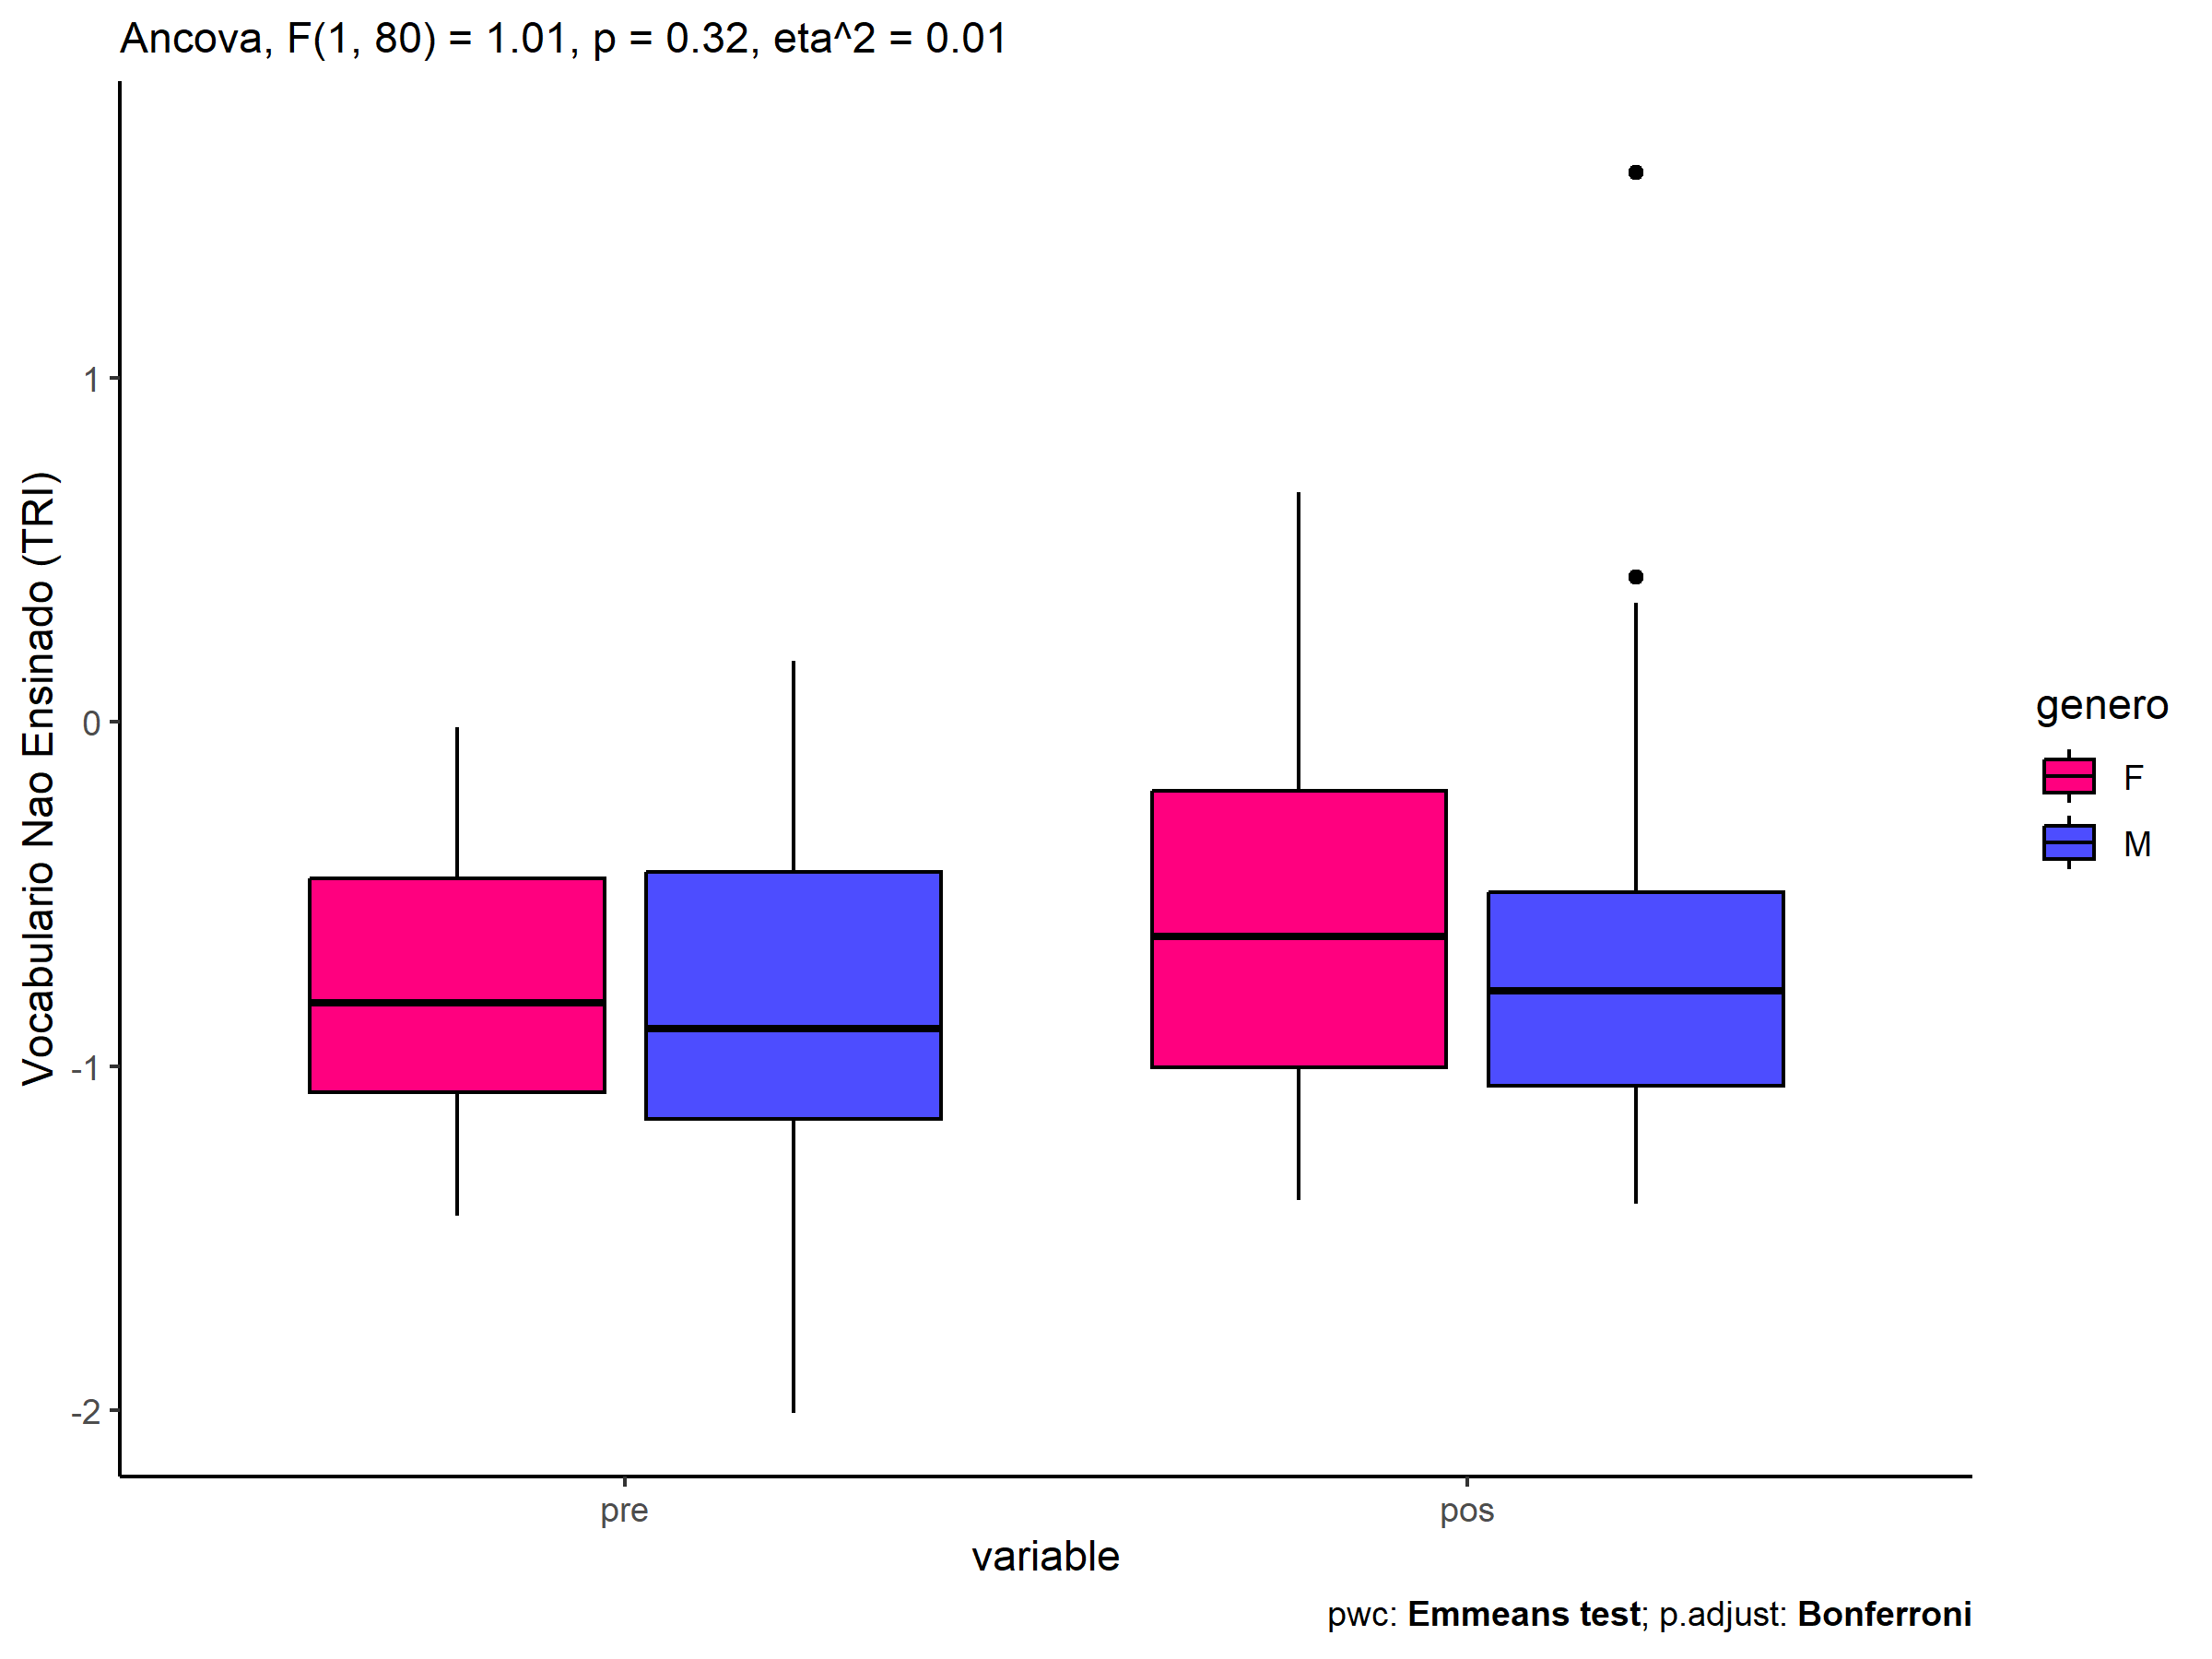 Ancova, F(1, 80) = 1.01, p = 0.32, eta^2 = 0.01
Vocabulario Nao Ensinado (TRI)
1
0
-1
-2
pre
pos
variable
genero
F
M
pwc: Emmeans test; p.adjust: Bonferroni